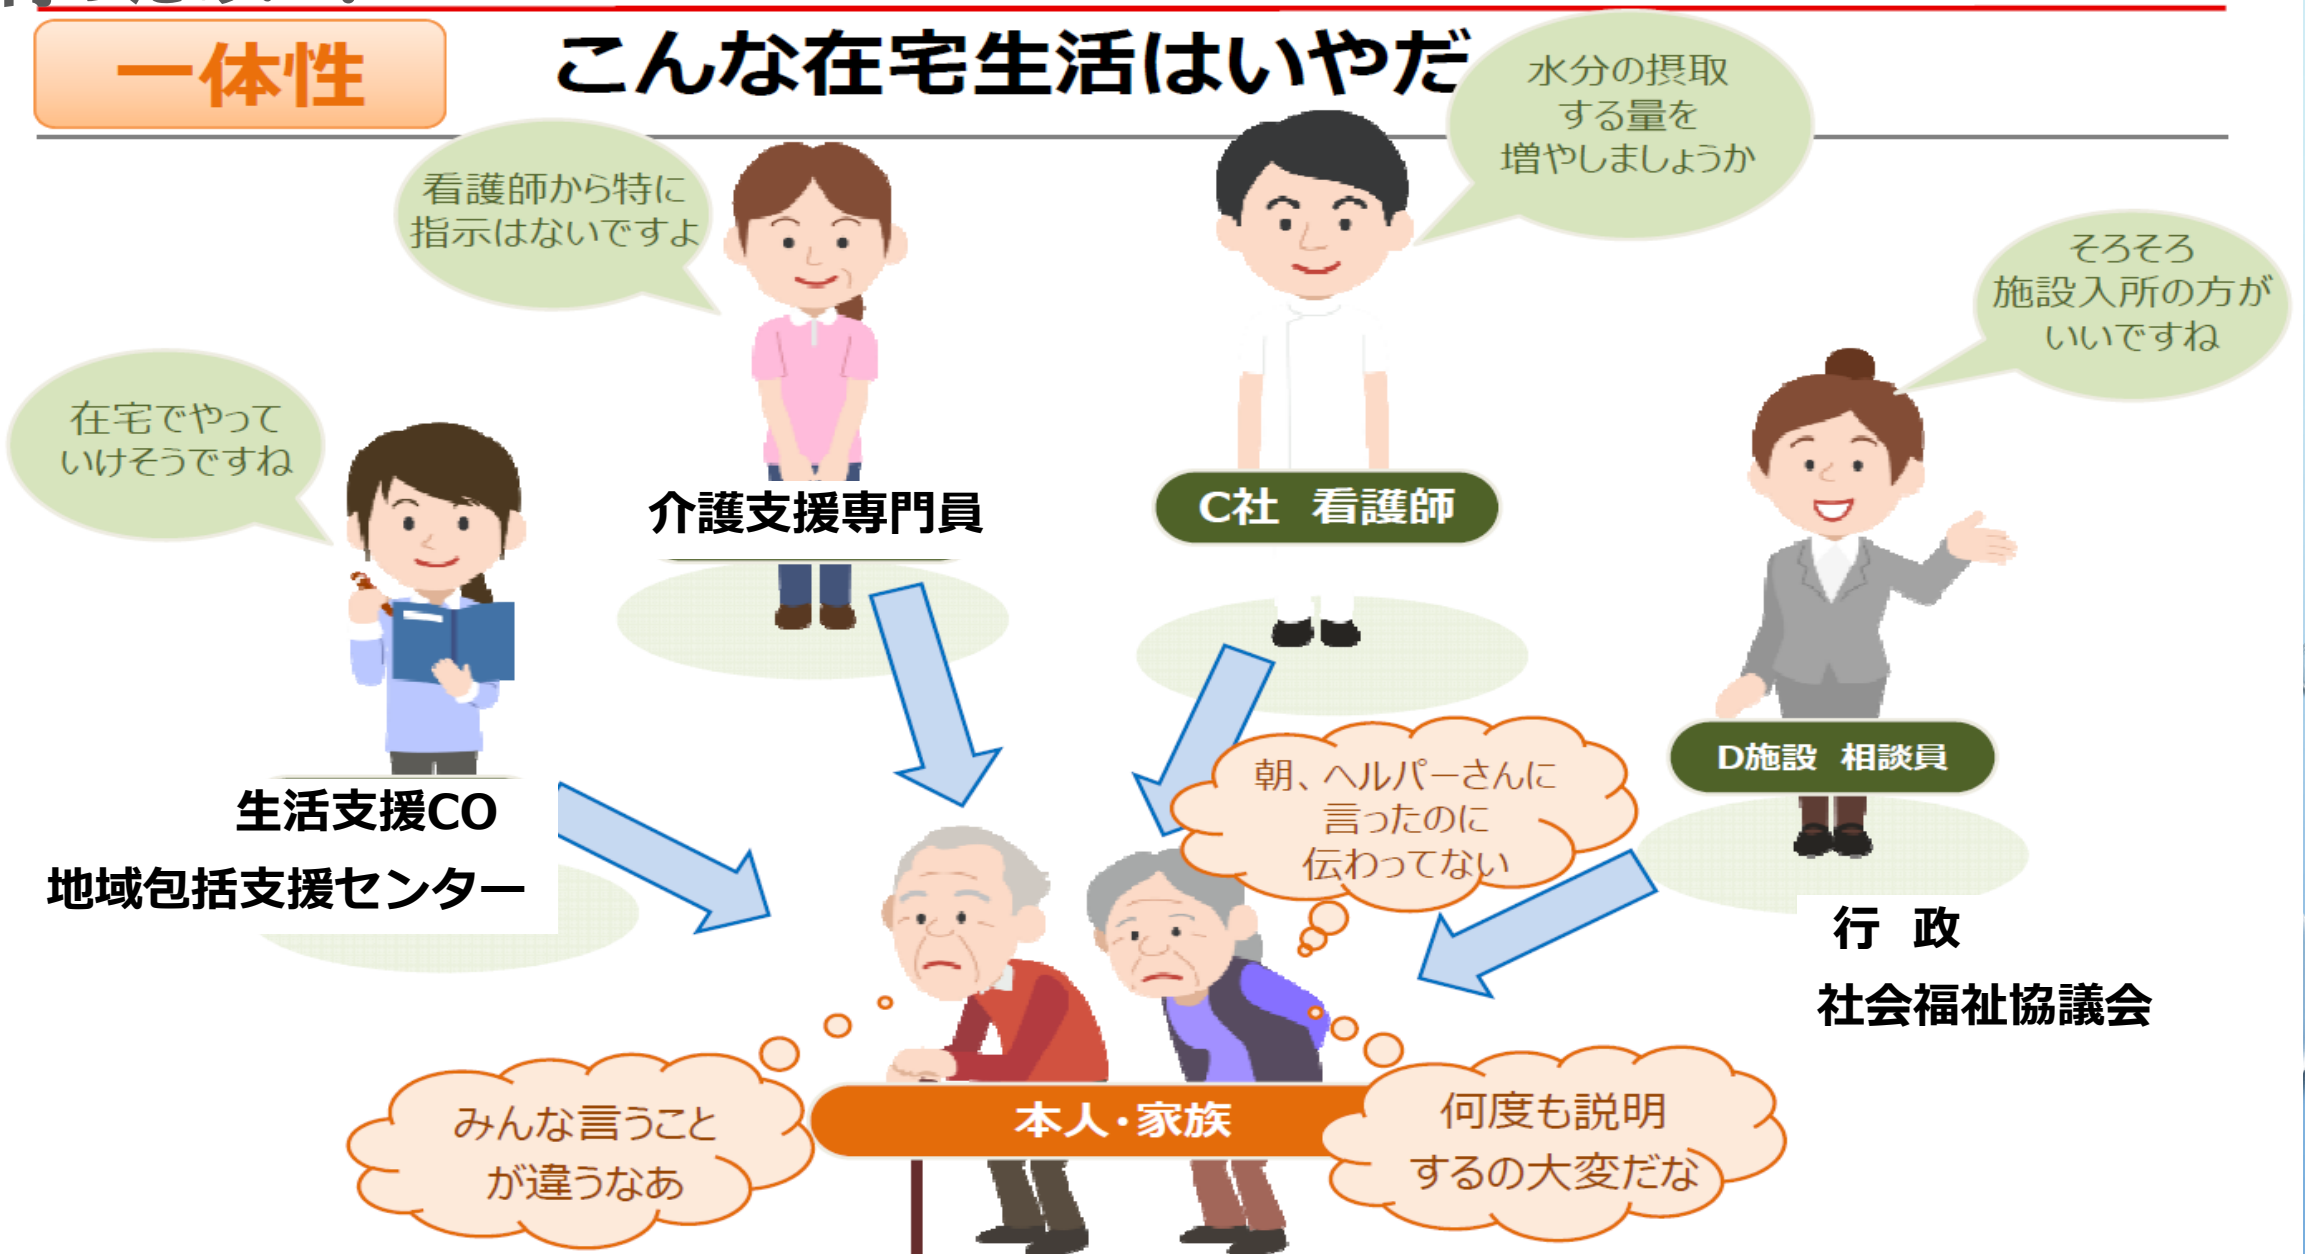 一体性
こんな在宅生活はいやだ
水分の摂取
する量を
増やしましょうか
看護師から特に
指示はないですよ
そろそろ
施設入所の方が
いいですね
在宅でやって
いけそうですね
介護支援専門員
C社 看護師
D施設 相談員
生活支援CO
地域包括支援センター
朝、ヘルパーさんに
言ったのに
伝わってない
行 政
社会福祉協議会
みんな言うこと
が違うなあ
本人・家族
何度も説明
するの大変だな